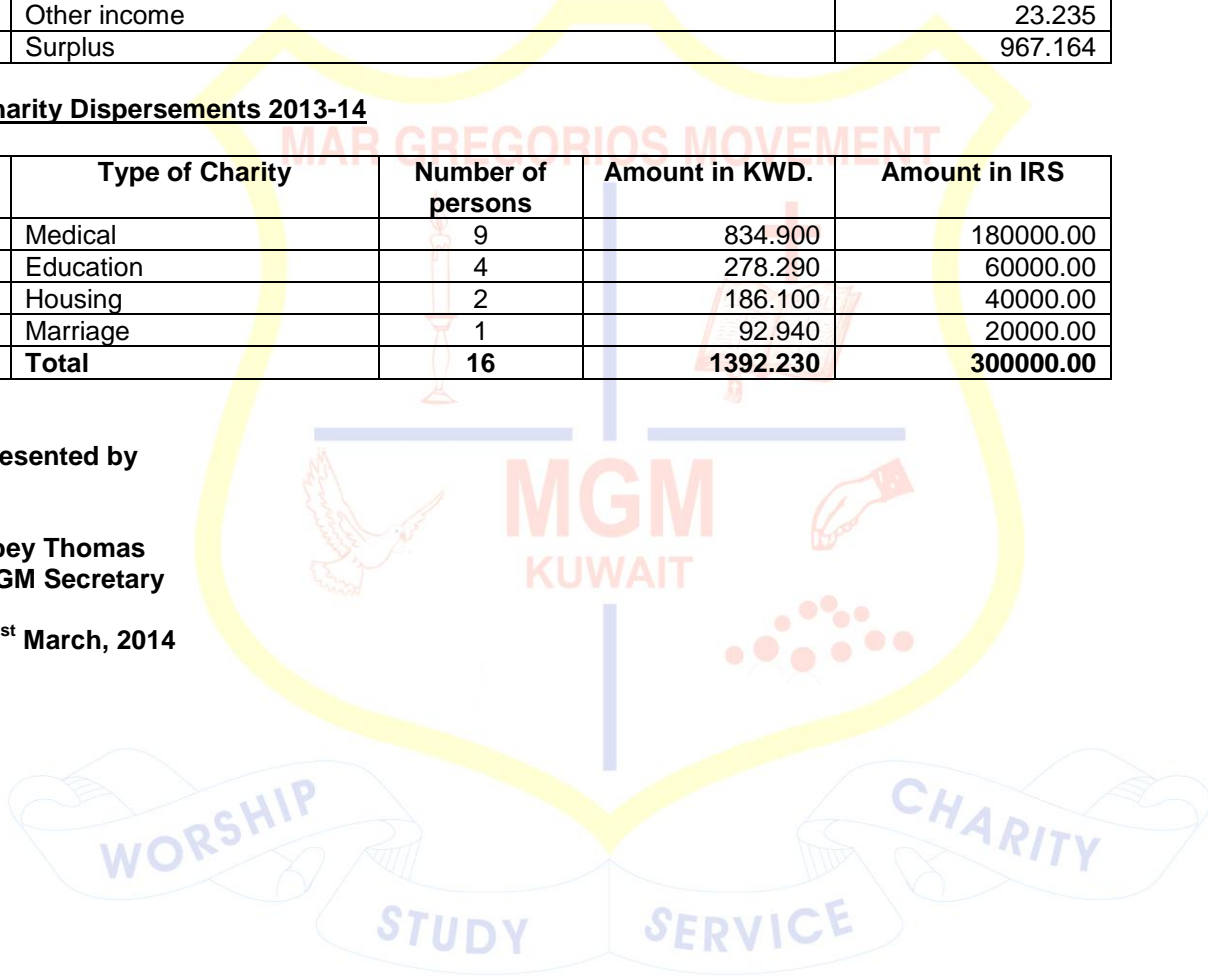 Other income 23.235
Surplus 967.164
harity Dispersements 2013-14
MAR GREGORIOS MOVEMENT
Type of Charity Number of persons Amount in KWD. Amount in IRS
Medical 9 834.900 180000.00
Education 4 278.290 60000.00
Housing 2 186.100 40000.00
Marriage 1 92.940 20000.00
Total 16 1392.230 300000.00
esented by
MGM
KUWAIT
bey Thomas
GM Secretary
st March, 2014
WORSHIP
STUDY
SERVICE
CHARITY